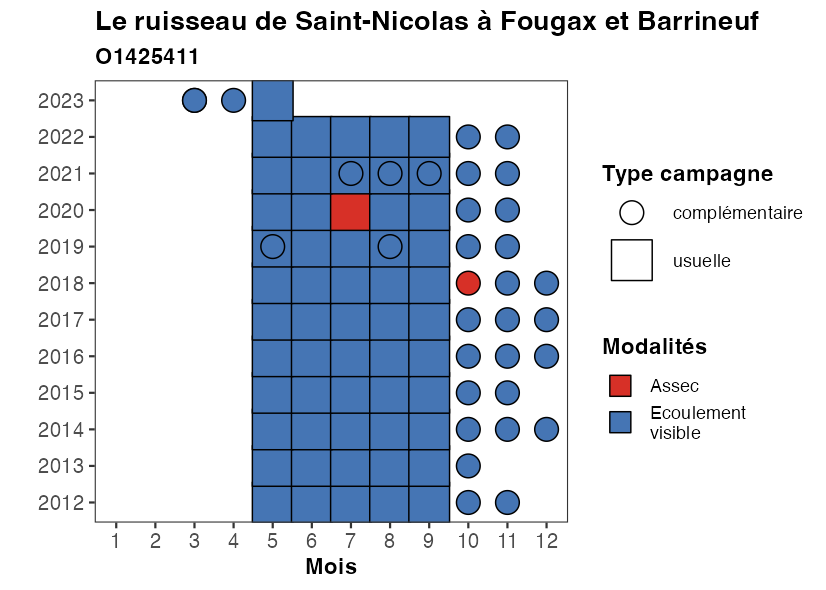 Le ruisseau de Saint-Nicolas à Fougax et Barrineuf
O1425411
2023
2022
2021
2020
2019
2018
2017
2016
2015
2014
2013
2012
1 2 3 4 5 6 7 8 9 10 11 12
Mois
Type campagne
complémentaire
usuelle
Modalités
Assec
Ecoulement
visible